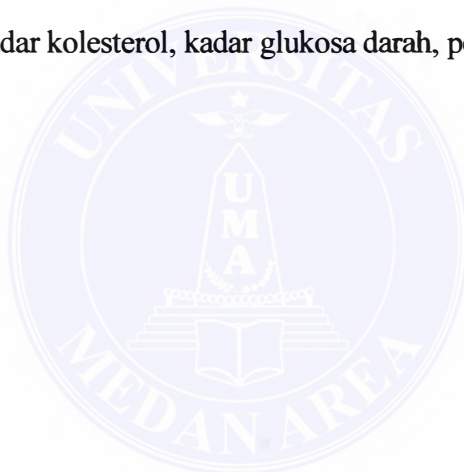 dar kolesterol, kadar glukosa darah, p
UNIVERSITAS
U
M
A
MEDAN AREA